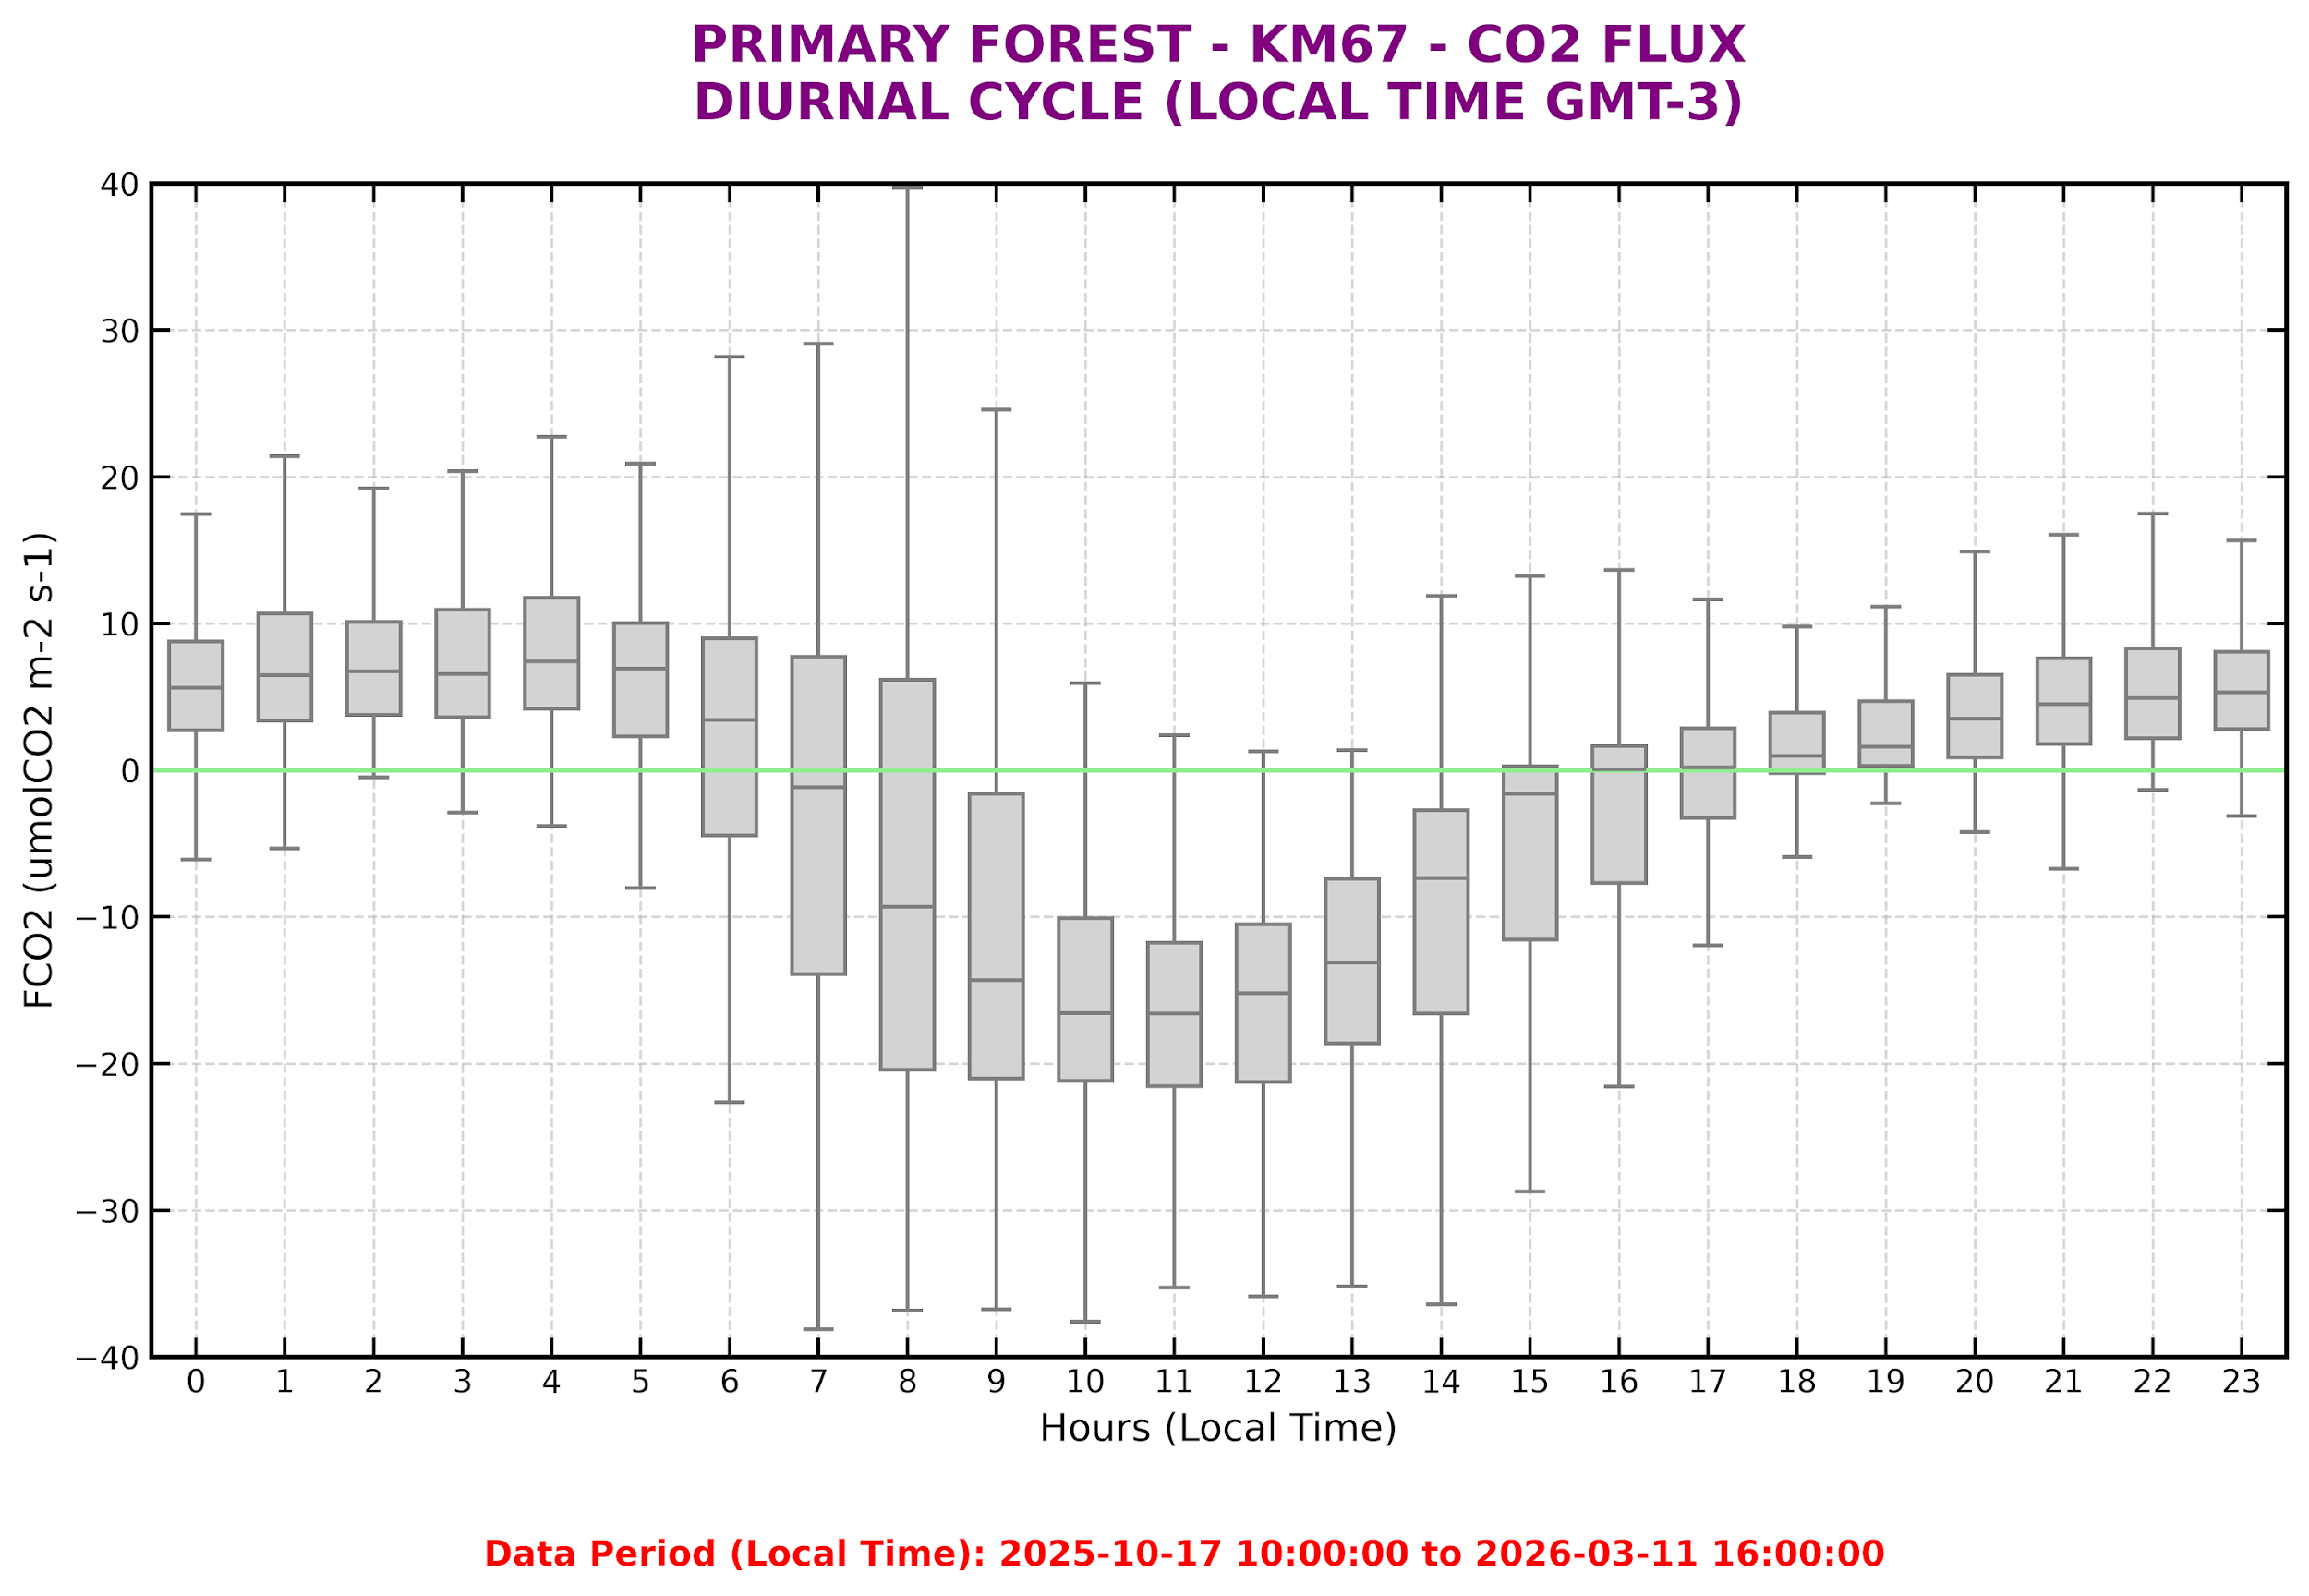 PRIMARY FOREST - KM67 - CO2 FLUX
DIURNAL CYCLE (LOCAL TIME GMT-3)
FCO2 (umolCO2 m-2 s-1)
40
30
20
10
0
−10
−20
−30
−40
0 1 2 3 4 5 6 7 8 9 10 11 12 13 14 15 16 17 18 19 20 21 22 23
Hours (Local Time)
Data Period (Local Time): 2025-10-17 10:00:00 to 2026-03-11 16:00:00